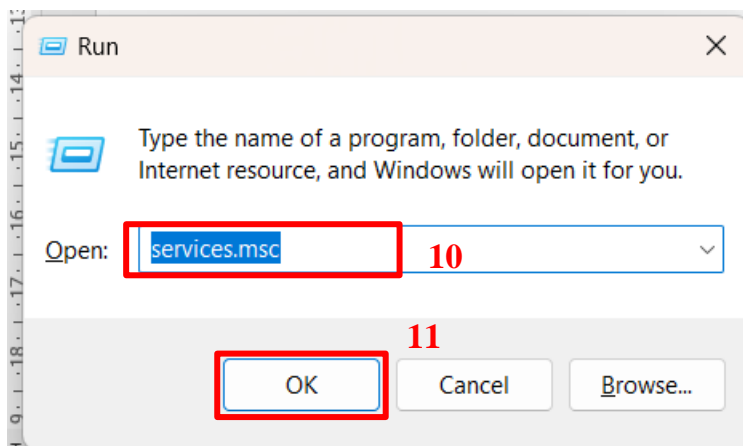 Run
Type the name of a program, folder, document, or
Internet resource, and Windows will open it for you.
Open: services.msc 10
11
OK Cancel Browse...